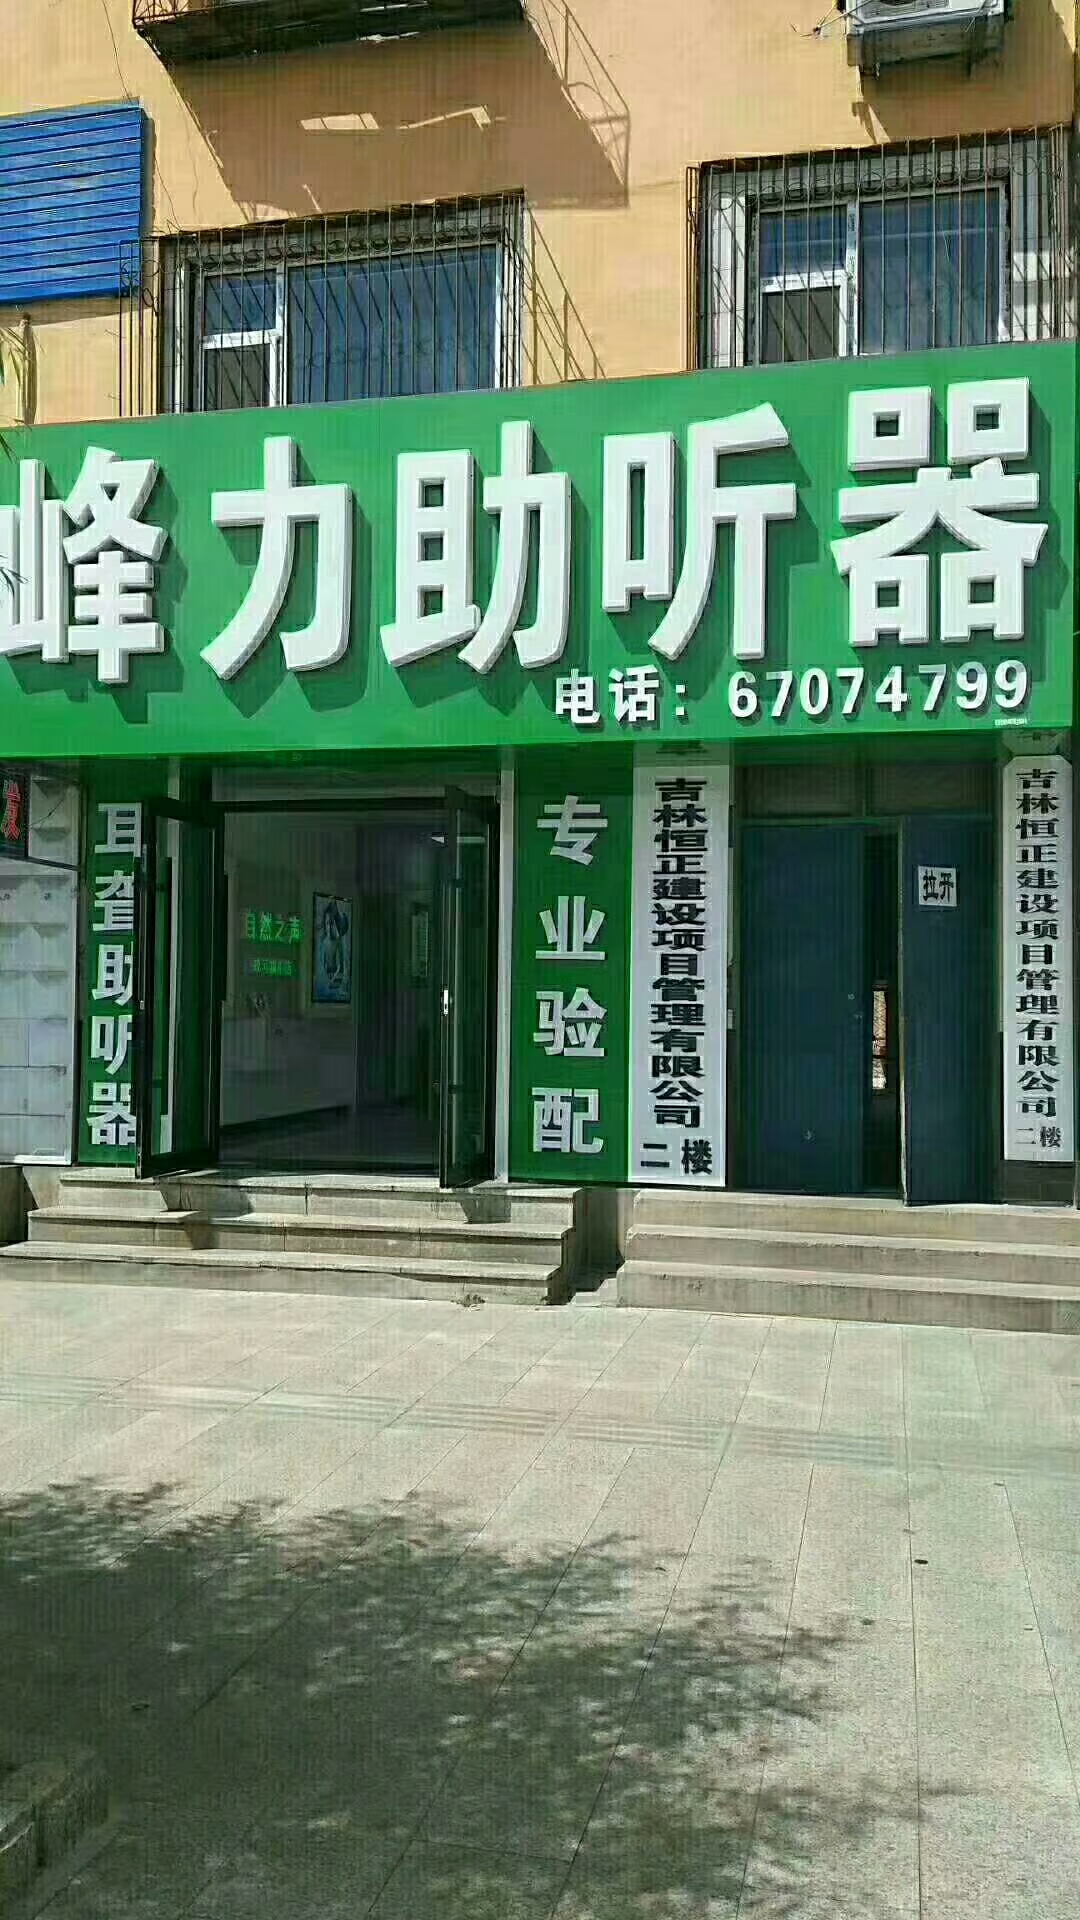 峰力助听器
电话：67074799
发
耳聋助听器
自然之声
专业验配
吉林恒正建设项目管理有限公司
二楼
拉开
吉林恒正建设项目管理有限公司
二楼